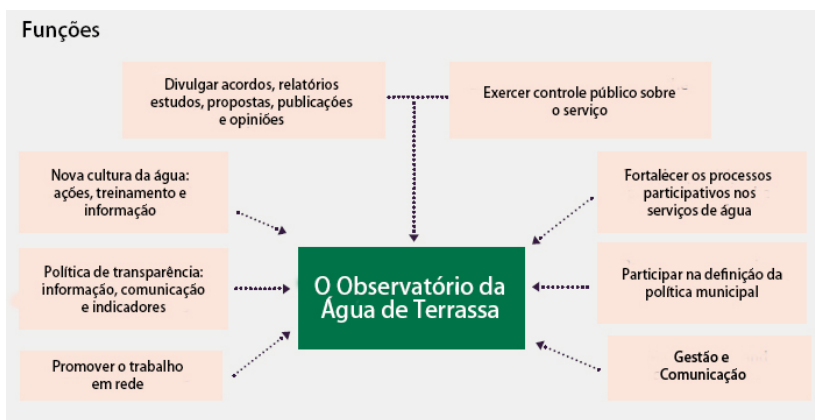 Funções
Divulgar acordos, relatórios
estudos, propostas, publicações
e opiniões
Exercer controle público sobre
o serviço
Nova cultura da água:
ações, treinamento e
informação
Fortalecer os processos
participativos nos
serviços de água
Política de transparência:
informação, comunicação
e indicadores
O Observatório da
Água de Terrassa
Participar na definição da
política municipal
Promover o trabalho
em rede
Gestão e
Comunicação